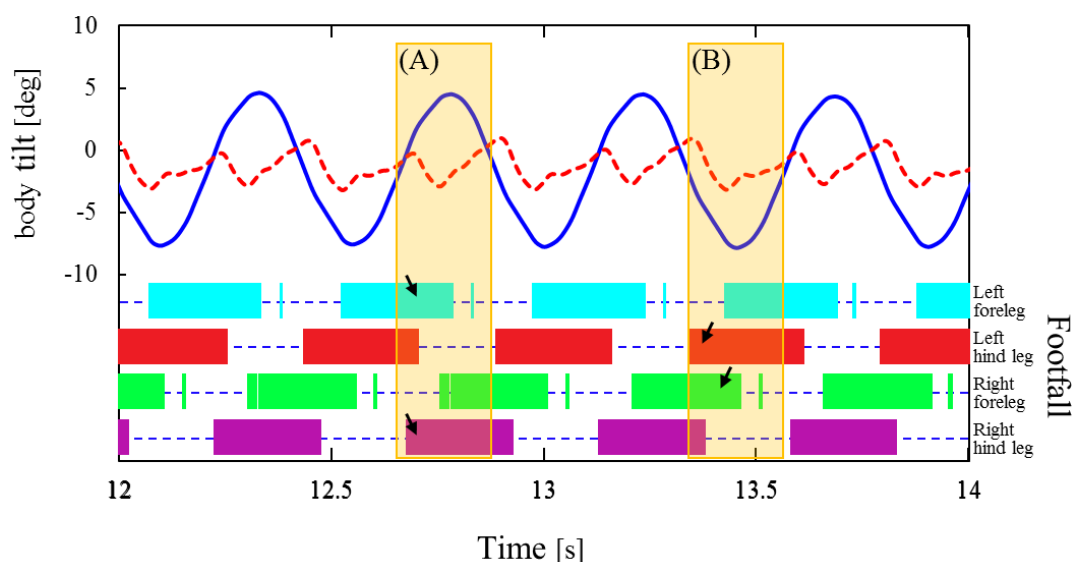 10
5
0
-5
-10
body tilt [deg]
(A)
(B)
Left
foreleg
Left
hind leg
Right
foreleg
Right
hind leg
Footfall
12
12.5
13
13.5
14
Time [s]